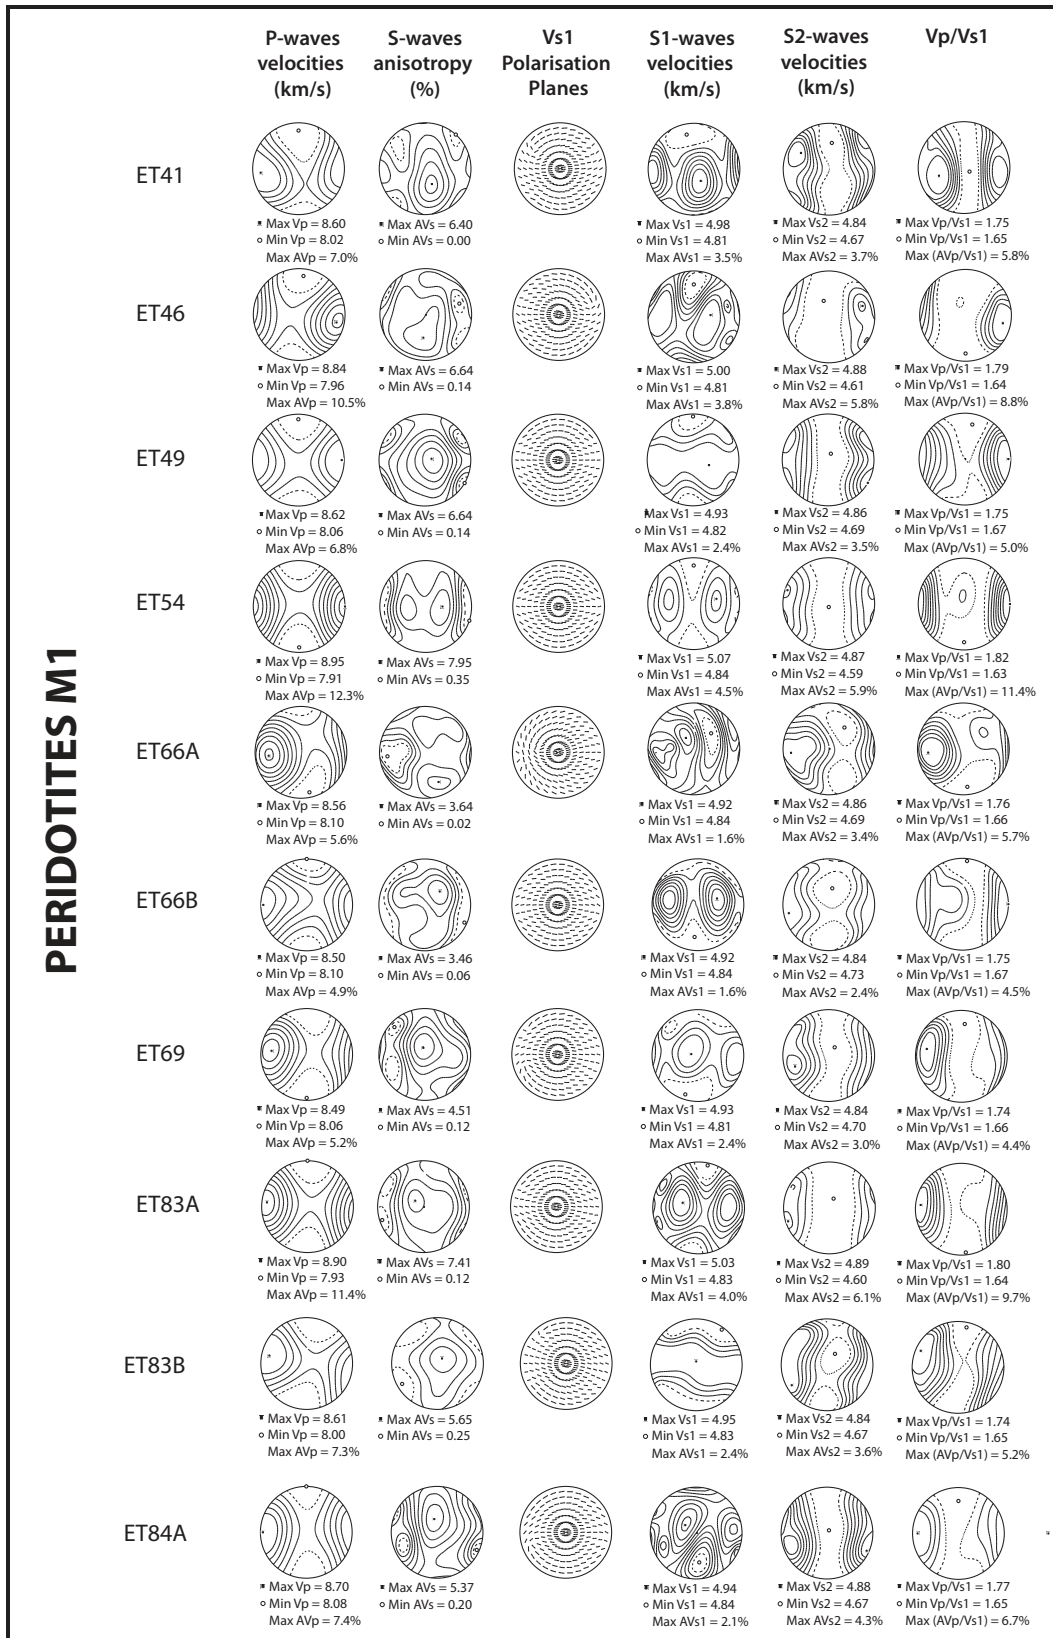 P-waves velocities (km/s)
S-waves anisotropy (%)
Vs1 Polarisation Planes
S1-waves velocities (km/s)
S2-waves velocities (km/s)
Vp/Vs1
PERIDOTITES M1
ET41
Max Vp = 8.60
Min Vp = 8.02
Max AVp = 7.0%
Max AVs = 6.40
Min AVs = 0.00
Max Vs1 = 4.98
Min Vs1 = 4.81
Max AVs1 = 3.5%
Max Vs2 = 4.84
Min Vs2 = 4.67
Max AVs2 = 3.7%
Max Vp/Vs1 = 1.75
Min Vp/Vs1 = 1.65
Max (AVp/Vs1) = 5.8%
ET46
Max Vp = 8.84
Min Vp = 7.96
Max AVp = 10.5%
Max AVs = 6.64
Min AVs = 0.14
Max Vs1 = 5.00
Min Vs1 = 4.81
Max AVs1 = 3.8%
Max Vs2 = 4.88
Min Vs2 = 4.61
Max AVs2 = 5.8%
Max Vp/Vs1 = 1.79
Min Vp/Vs1 = 1.64
Max (AVp/Vs1) = 8.8%
ET49
Max Vp = 8.62
Min Vp = 8.06
Max AVp = 6.8%
Max AVs = 6.64
Min AVs = 0.14
Max Vs1 = 4.93
Min Vs1 = 4.82
Max AVs1 = 2.4%
Max Vs2 = 4.86
Min Vs2 = 4.69
Max AVs2 = 3.5%
Max Vp/Vs1 = 1.75
Min Vp/Vs1 = 1.67
Max (AVp/Vs1) = 5.0%
ET54
Max Vp = 8.95
Min Vp = 7.91
Max AVp = 12.3%
Max AVs = 7.95
Min AVs = 0.35
Max Vs1 = 5.07
Min Vs1 = 4.84
Max AVs1 = 4.5%
Max Vs2 = 4.87
Min Vs2 = 4.59
Max AVs2 = 5.9%
Max Vp/Vs1 = 1.82
Min Vp/Vs1 = 1.63
Max (AVp/Vs1) = 11.4%
ET66A
Max Vp = 8.56
Min Vp = 8.10
Max AVp = 5.6%
Max AVs = 3.64
Min AVs = 0.02
Max Vs1 = 4.92
Min Vs1 = 4.84
Max AVs1 = 1.6%
Max Vs2 = 4.86
Min Vs2 = 4.69
Max AVs2 = 3.4%
Max Vp/Vs1 = 1.76
Min Vp/Vs1 = 1.66
Max (AVp/Vs1) = 5.7%
ET66B
Max Vp = 8.50
Min Vp = 8.10
Max AVp = 4.9%
Max AVs = 3.46
Min AVs = 0.06
Max Vs1 = 4.92
Min Vs1 = 4.84
Max AVs1 = 1.6%
Max Vs2 = 4.84
Min Vs2 = 4.73
Max AVs2 = 2.4%
Max Vp/Vs1 = 1.75
Min Vp/Vs1 = 1.67
Max (AVp/Vs1) = 4.5%
ET69
Max Vp = 8.49
Min Vp = 8.06
Max AVp = 5.2%
Max AVs = 4.51
Min AVs = 0.12
Max Vs1 = 4.93
Min Vs1 = 4.81
Max AVs1 = 2.4%
Max Vs2 = 4.84
Min Vs2 = 4.70
Max AVs2 = 3.0%
Max Vp/Vs1 = 1.74
Min Vp/Vs1 = 1.66
Max (AVp/Vs1) = 4.4%
ET83A
Max Vp = 8.90
Min Vp = 7.93
Max AVp = 11.4%
Max AVs = 7.41
Min AVs = 0.12
Max Vs1 = 5.03
Min Vs1 = 4.83
Max AVs1 = 4.0%
Max Vs2 = 4.89
Min Vs2 = 4.60
Max AVs2 = 6.1%
Max Vp/Vs1 = 1.80
Min Vp/Vs1 = 1.64
Max (AVp/Vs1) = 9.7%
ET83B
Max Vp = 8.61
Min Vp = 8.00
Max AVp = 7.3%
Max AVs = 5.65
Min AVs = 0.25
Max Vs1 = 4.95
Min Vs1 = 4.83
Max AVs1 = 2.4%
Max Vs2 = 4.84
Min Vs2 = 4.67
Max AVs2 = 3.6%
Max Vp/Vs1 = 1.74
Min Vp/Vs1 = 1.65
Max (AVp/Vs1) = 5.2%
ET84A
Max Vp = 8.70
Min Vp = 8.08
Max AVp = 7.4%
Max AVs = 5.37
Min AVs = 0.20
Max Vs1 = 4.94
Min Vs1 = 4.84
Max AVs1 = 2.1%
Max Vs2 = 4.88
Min Vs2 = 4.67
Max AVs2 = 4.3%
Max Vp/Vs1 = 1.77
Min Vp/Vs1 = 1.65
Max (AVp/Vs1) = 6.7%